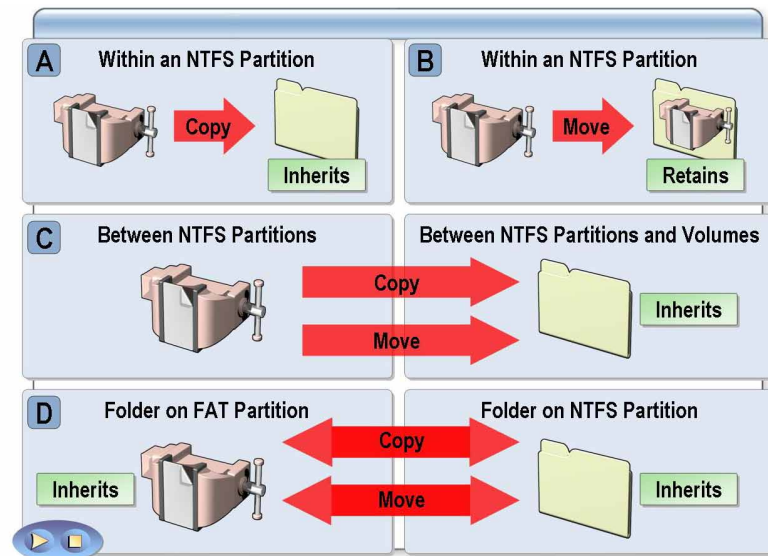 A
Within an NTFS Partition
Copy
Inherits
B
Within an NTFS Partition
Move
Retains
C
Between NTFS Partitions
Between NTFS Partitions and Volumes
Copy
Move
Inherits
D
Folder on FAT Partition
Folder on NTFS Partition
Copy
Inherits
Move
Inherits